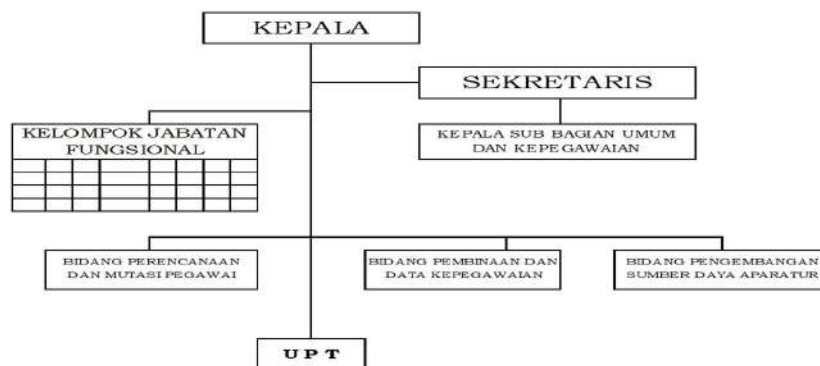 KEPALA
SEKRETARIS
KELOMPOK JABATAN
FUNGSIONAL
KEPALA SUB BAGIAN UMUM
DAN KEPEGAWAIAN
BIDANG PERENCANAAN
DAN MUTASI PEGAWAI
BIDANG PEMBINAAN DAN
DATA KEPEGAWAIAN
BIDANG PENGEMBANGAN
SUMBER DAYA APARATUR
UPT